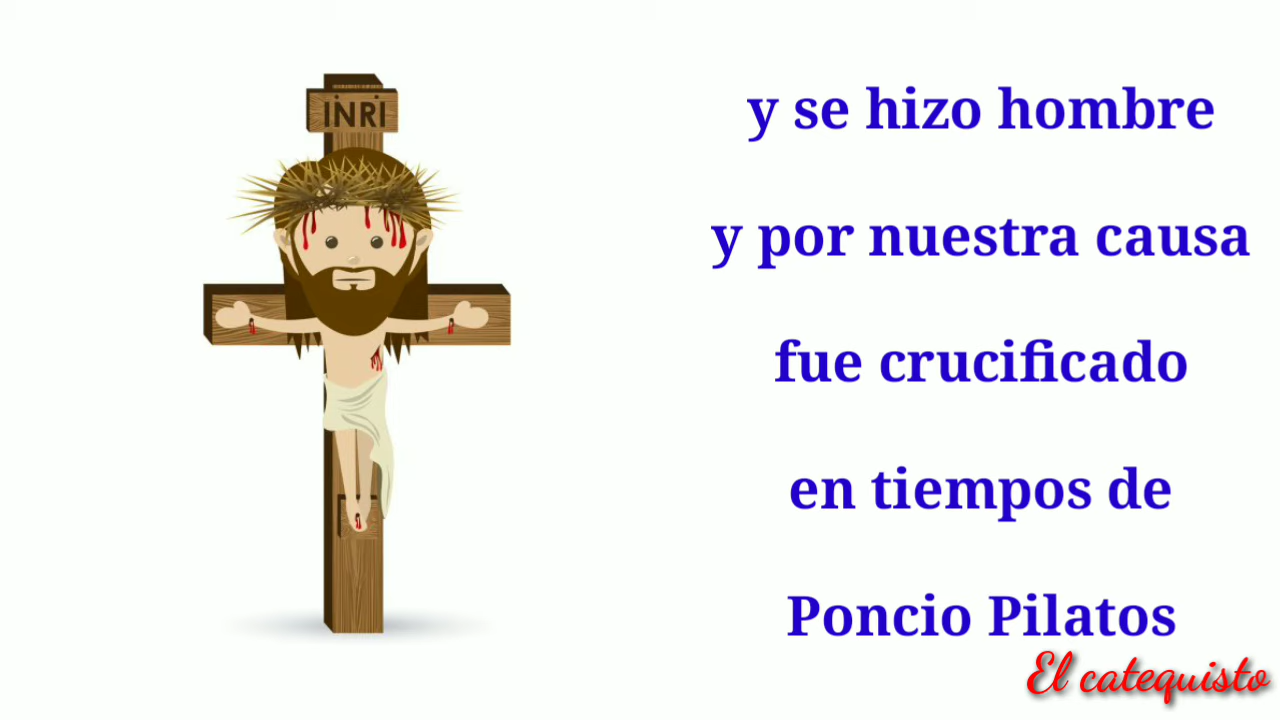 INRI
y se hizo hombre
y por nuestra causa
fue crucificado
en tiempos de
Poncio Pilatos
El catequisto